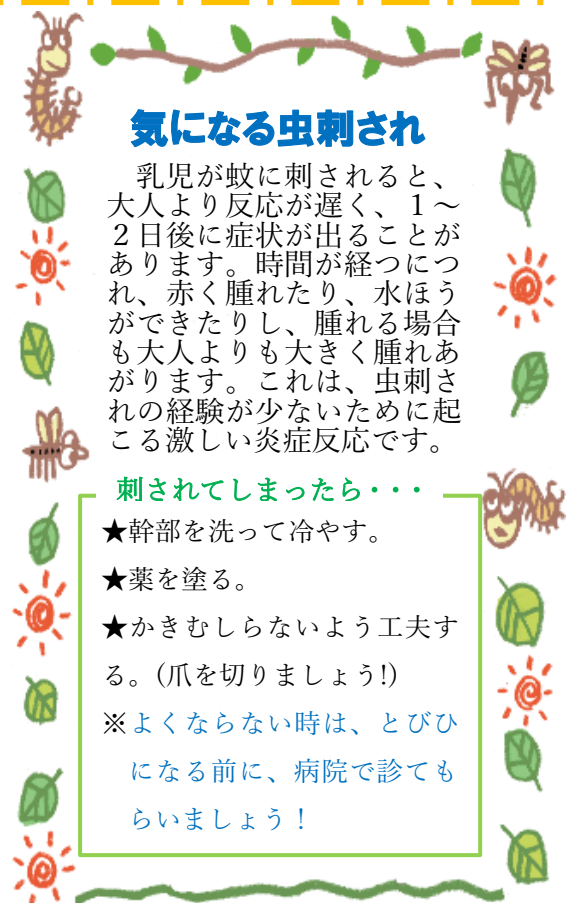 気になる虫刺され
乳児が蚊に刺されると、
大人より反応が遅く、１～
２日後に症状が出ることが
あります。時間が経つにつ
れ、赤く腫れたり、水ほう
ができたりし、腫れる場合
も大人よりも大きく腫れあ
がります。これは、虫刺さ
れの経験が少ないために起
こる激しい炎症反応です。
刺されてしまったら・・・
★幹部を洗って冷やす。
★薬を塗る。
★かきむしらないよう工夫す
る。(爪を切りましょう!)
※よくならない時は、とびひ
になる前に、病院で診ても
らいましょう！